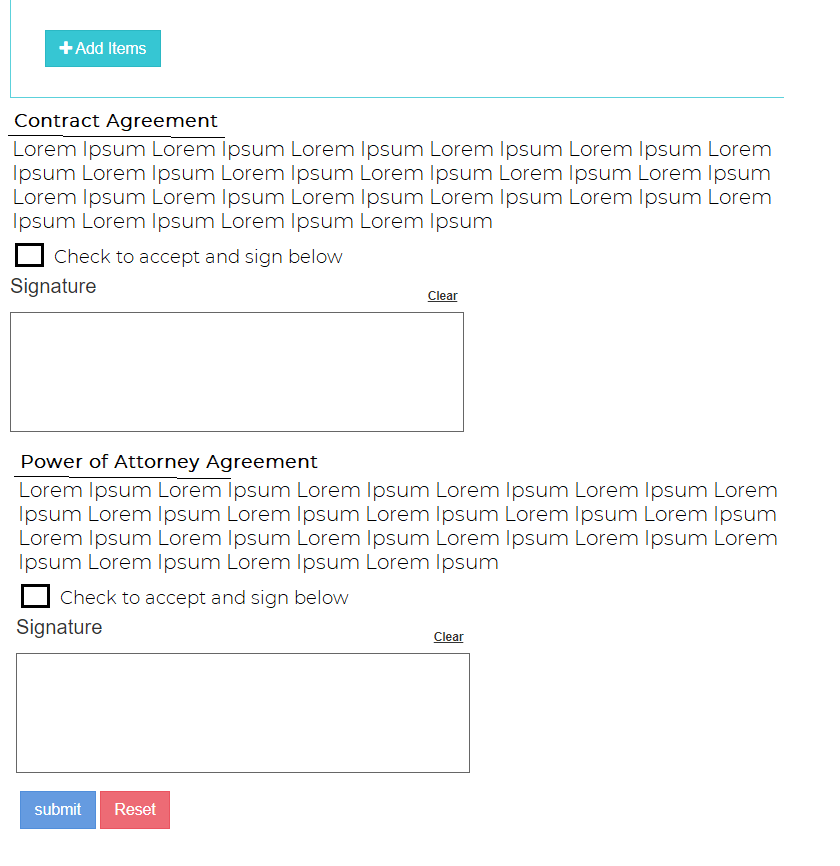 Add Items
Contract Agreement
Lorem Ipsum Lorem Ipsum Lorem Ipsum Lorem Ipsum Lorem Ipsum Lorem
Ipsum Lorem Ipsum Lorem Ipsum Lorem Ipsum Lorem Ipsum Lorem Ipsum
Lorem Ipsum Lorem Ipsum Lorem Ipsum Lorem Ipsum Lorem Ipsum Lorem
Ipsum Lorem Ipsum Lorem Ipsum Lorem Ipsum
Check to accept and sign below
Signature
Clear
Power of Attorney Agreement
Lorem Ipsum Lorem Ipsum Lorem Ipsum Lorem Ipsum Lorem Ipsum Lorem
Ipsum Lorem Ipsum Lorem Ipsum Lorem Ipsum Lorem Ipsum Lorem Ipsum
Lorem Ipsum Lorem Ipsum Lorem Ipsum Lorem Ipsum Lorem Ipsum Lorem
Ipsum Lorem Ipsum Lorem Ipsum Lorem Ipsum
Check to accept and sign below
Signature
Clear
submit Reset